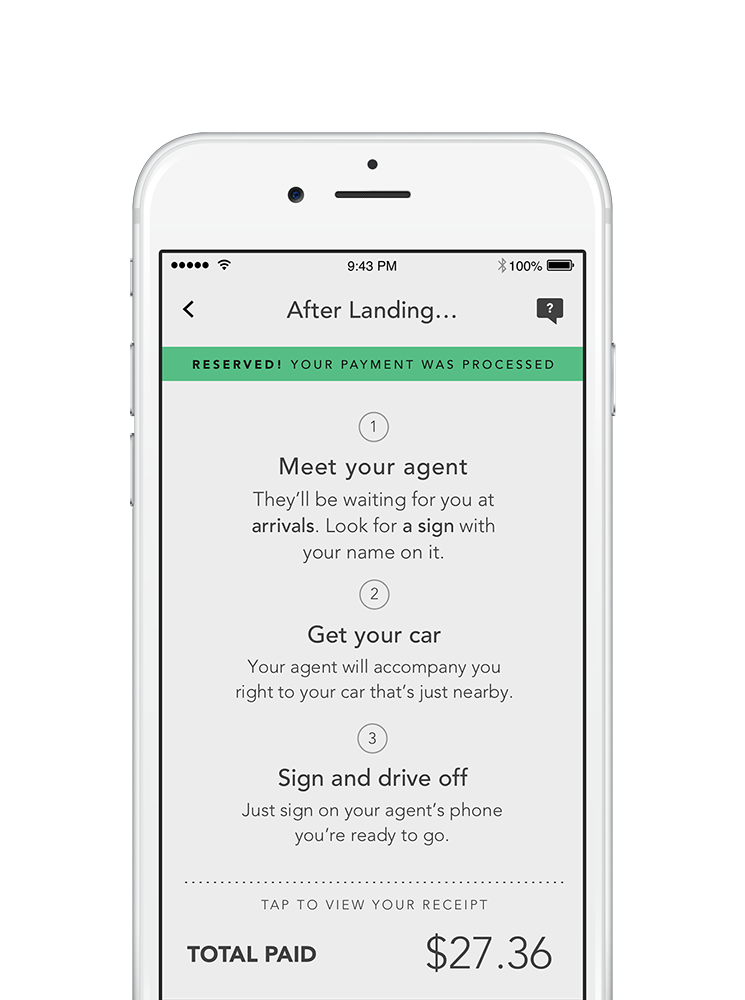 9:43 PM 100%
After Landing…
?
RESERVED! YOUR PAYMENT WAS PROCESSED
1
Meet your agent
They’ll be waiting for you at
arrivals. Look for a sign with
your name on it.
2
Get your car
Your agent will accompany you
right to your car that’s just nearby.
3
Sign and drive off
Just sign on your agent’s phone
you’re ready to go.
TAP TO VIEW YOUR RECEIPT
TOTAL PAID $27.36